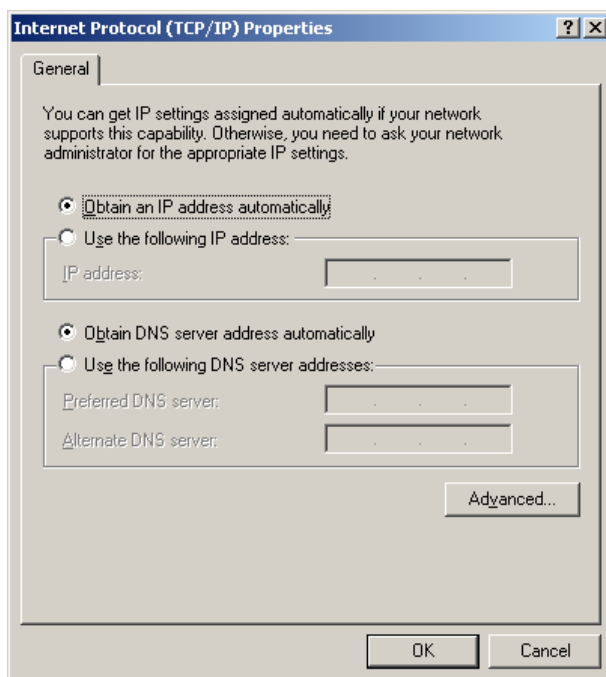 Internet Protocol (TCP/IP) Properties
General
You can get IP settings assigned automatically if your network
supports this capability. Otherwise, you need to ask your network
administrator for the appropriate IP settings.
Obtain an IP address automatically
Use the following IP address:
IP address:
Obtain DNS server address automatically
Use the following DNS server addresses:
Preferred DNS server:
Alternate DNS server:
Advanced...
OK
Cancel